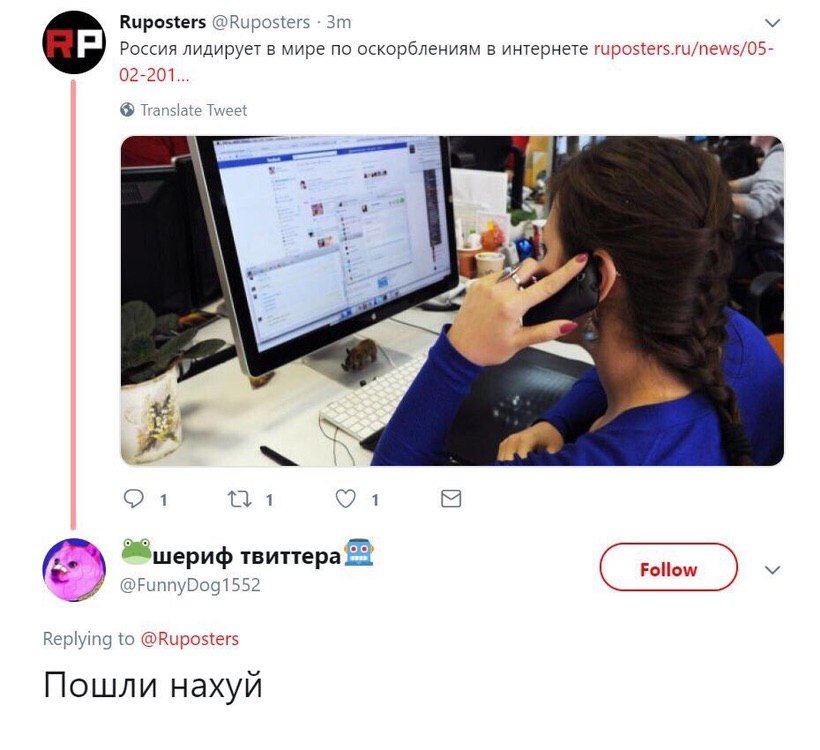 RP
Ruposters @Ruposters · 3m
Россия лидирует в мире по оскорблениям в интернете ruposters.ru/news/05-
02-201...
Translate Tweet
1 1 1
шериф твиттера
@FunnyDog1552
Follow
Replying to @Ruposters
Пошли нахуй